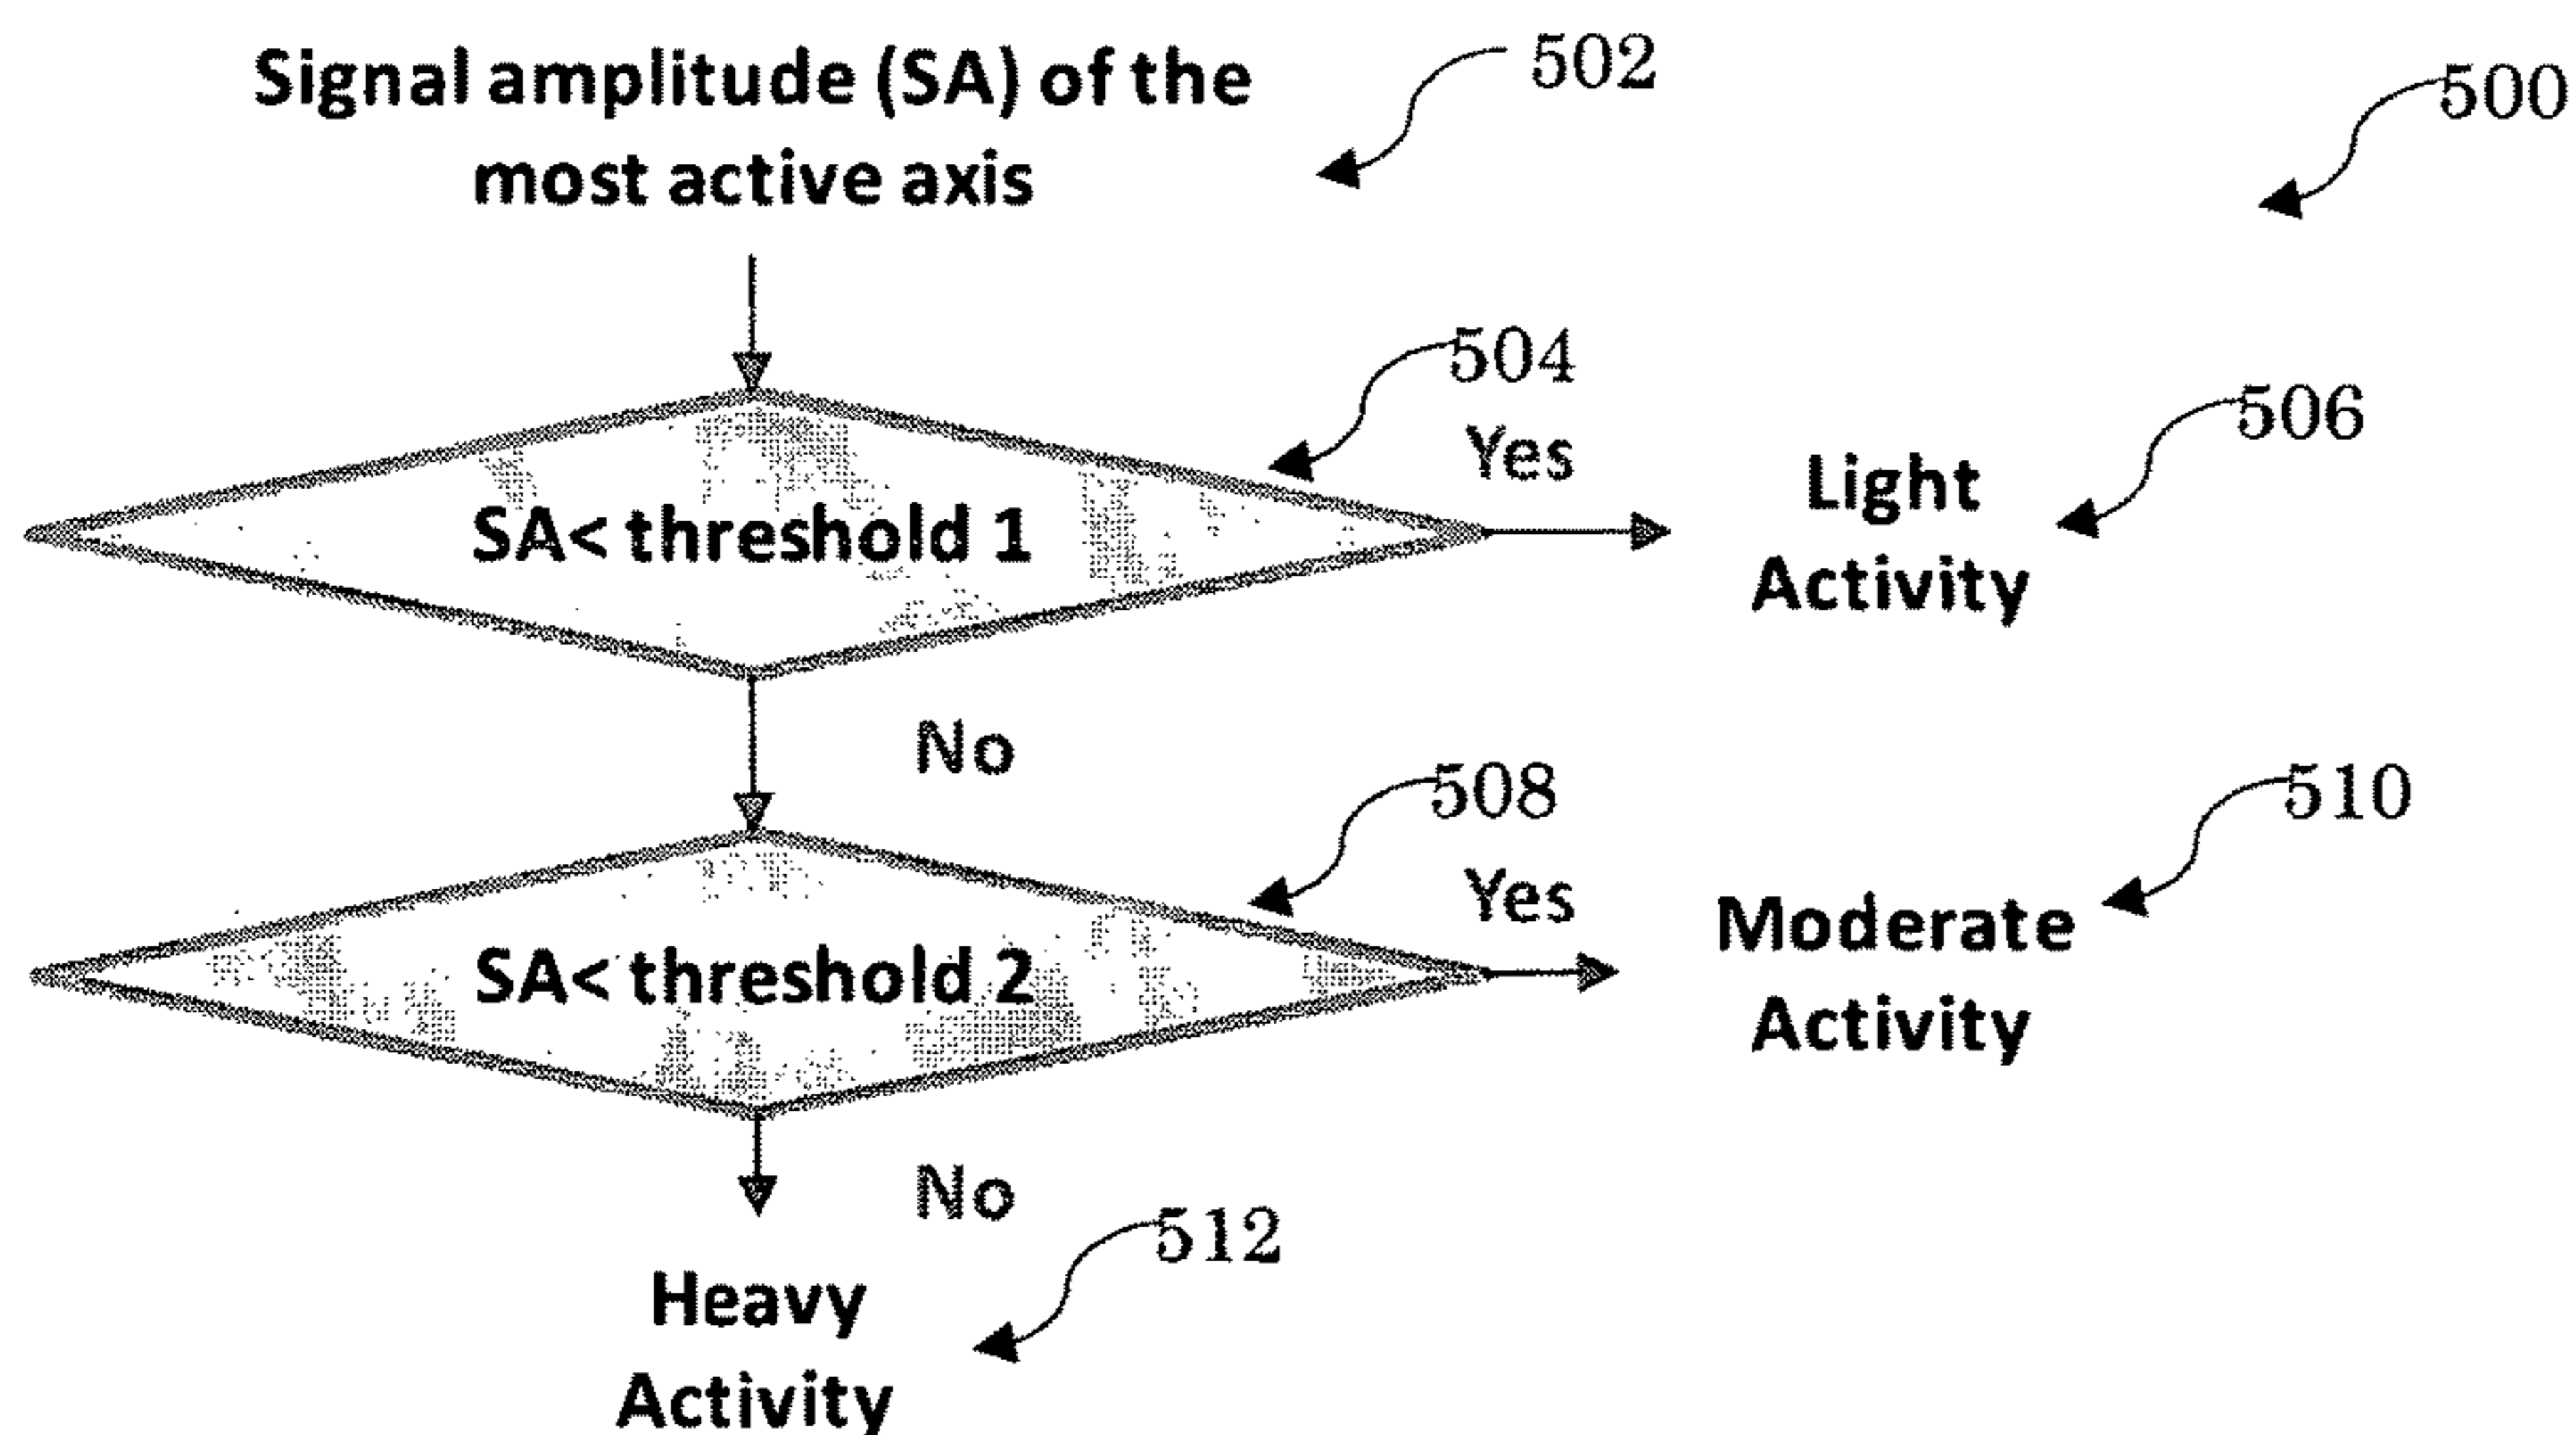 Signal amplitude (SA) of the
most active axis
502
500
504
Yes
SA< threshold 1
506
Light
Activity
No
508
Yes
SA< threshold 2
510
Moderate
Activity
No
512
Heavy
Activity